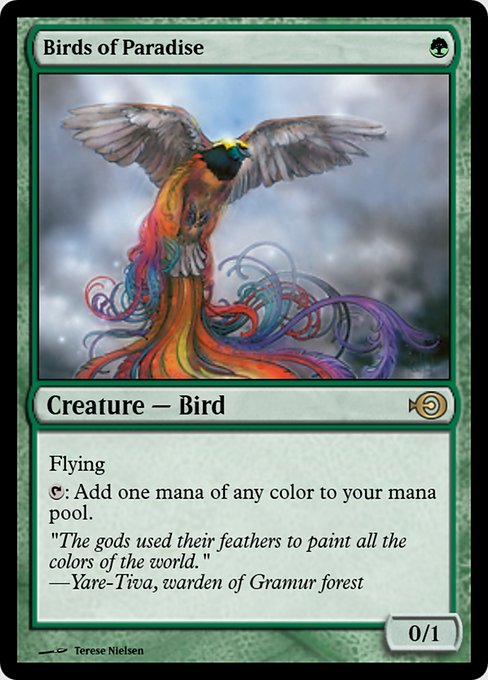 Birds of Paradise
Creature — Bird
Flying
: Add one mana of any color to your mana
pool.
"The gods used their feathers to paint all the
colors of the world."
—Yare-Tiva, warden of Gramur forest
0/1
Terese Nielsen